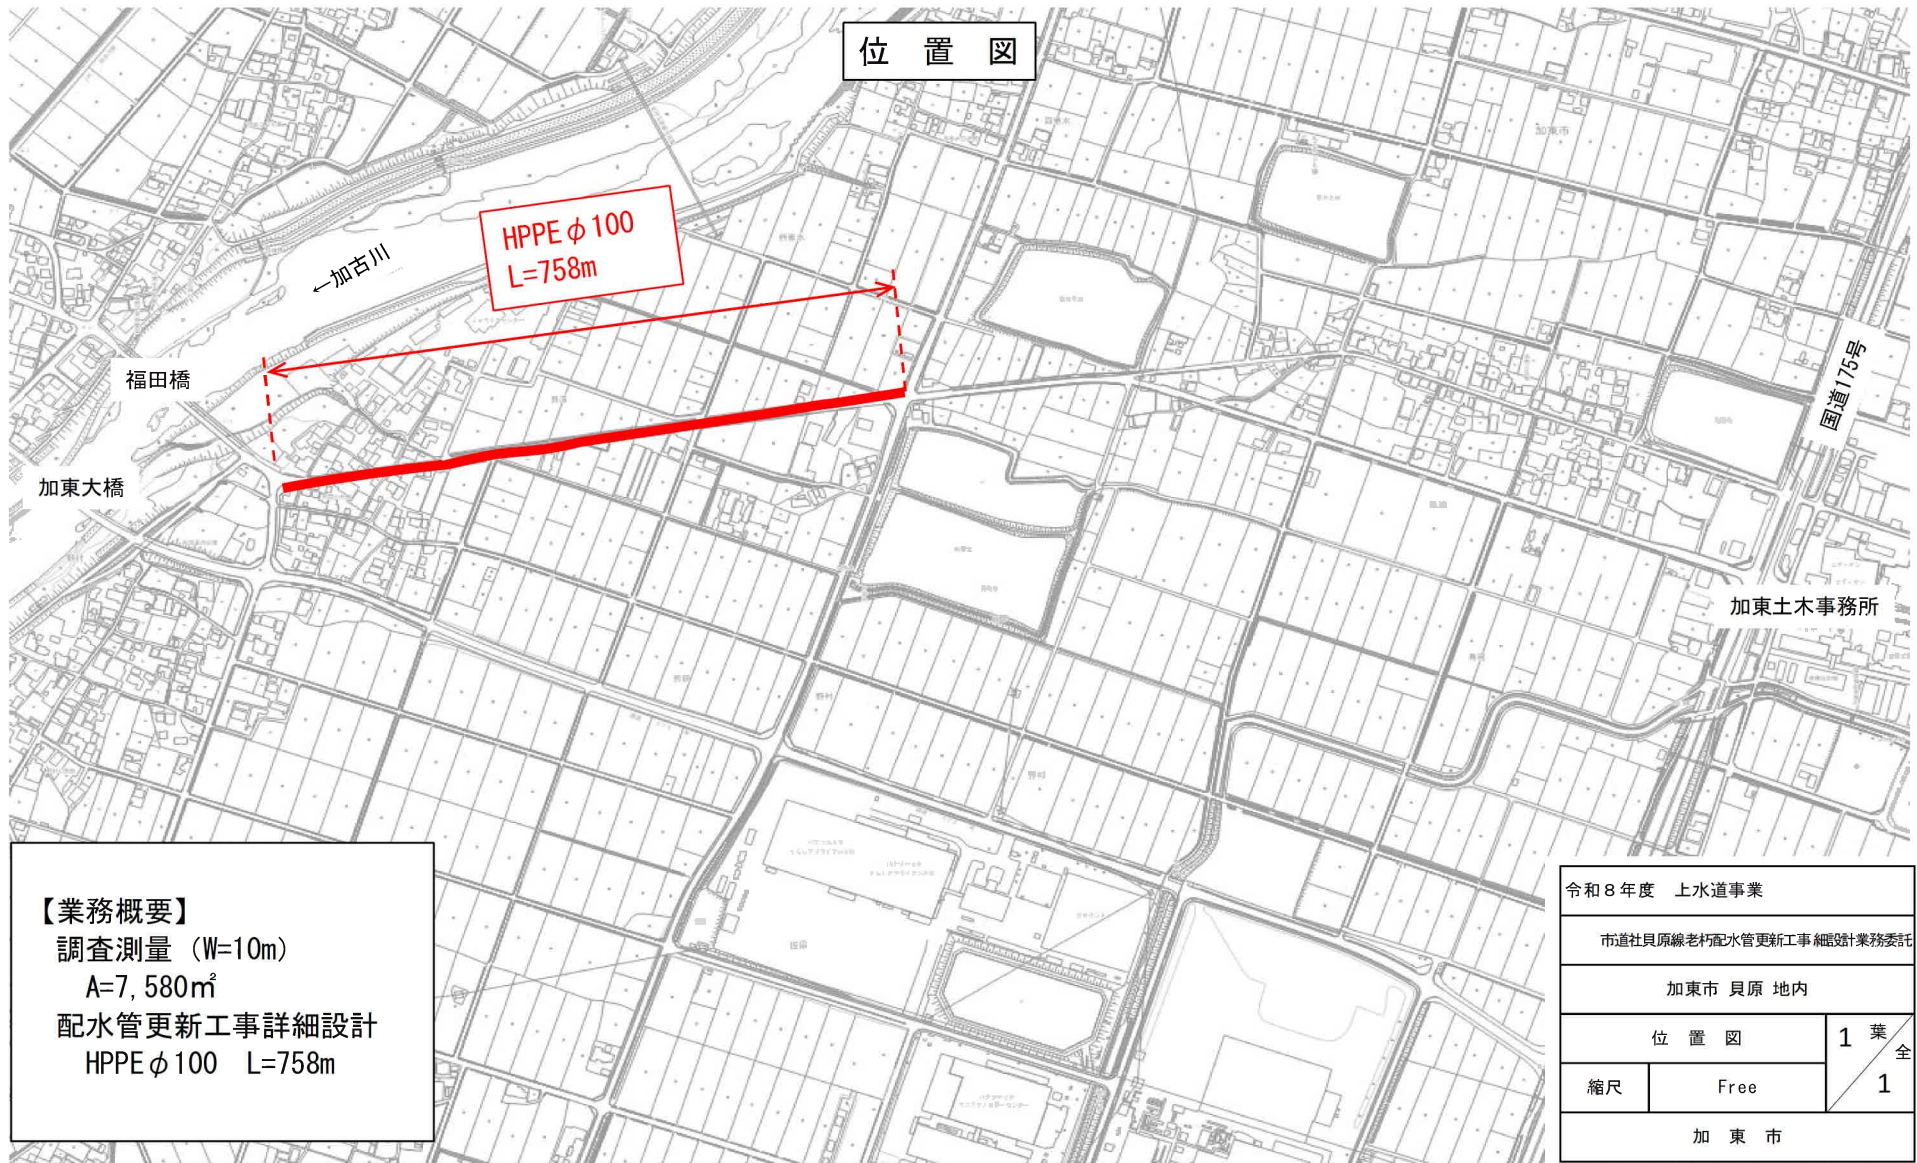 位 置 図
HPPEφ100
L=758m
←加古川
福田橋
加東大橋
国道175号
加東土木事務所
加東市
【業務概要】
調査測量（W=10m）
A=7,580㎡
配水管更新工事詳細設計
HPPEφ100 L=758m
令和８年度 上水道事業
市道社貝原線老朽配水管更新工事 細設計業務委託
加東市 貝原 地内
位 置 図
1 葉
全 1
縮尺 Free
加 東 市